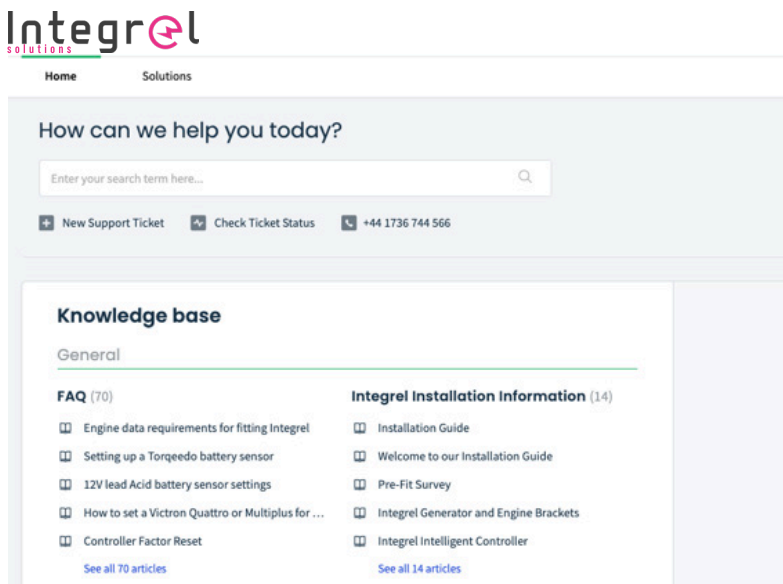 Integrel
solutions
Home Solutions
How can we help you today?
Enter your search term here...
New Support Ticket Check Ticket Status +44 1736 744 566
Knowledge base
General
FAQ (70)
Engine data requirements for fitting Integrel
Setting up a Torqeedo battery sensor
12V lead Acid battery sensor settings
How to set a Victron Quattro or Multiplus for ...
Controller Factor Reset
See all 70 articles
Integrel Installation Information (14)
Installation Guide
Welcome to our Installation Guide
Pre-Fit Survey
Integrel Generator and Engine Brackets
Integrel Intelligent Controller
See all 14 articles